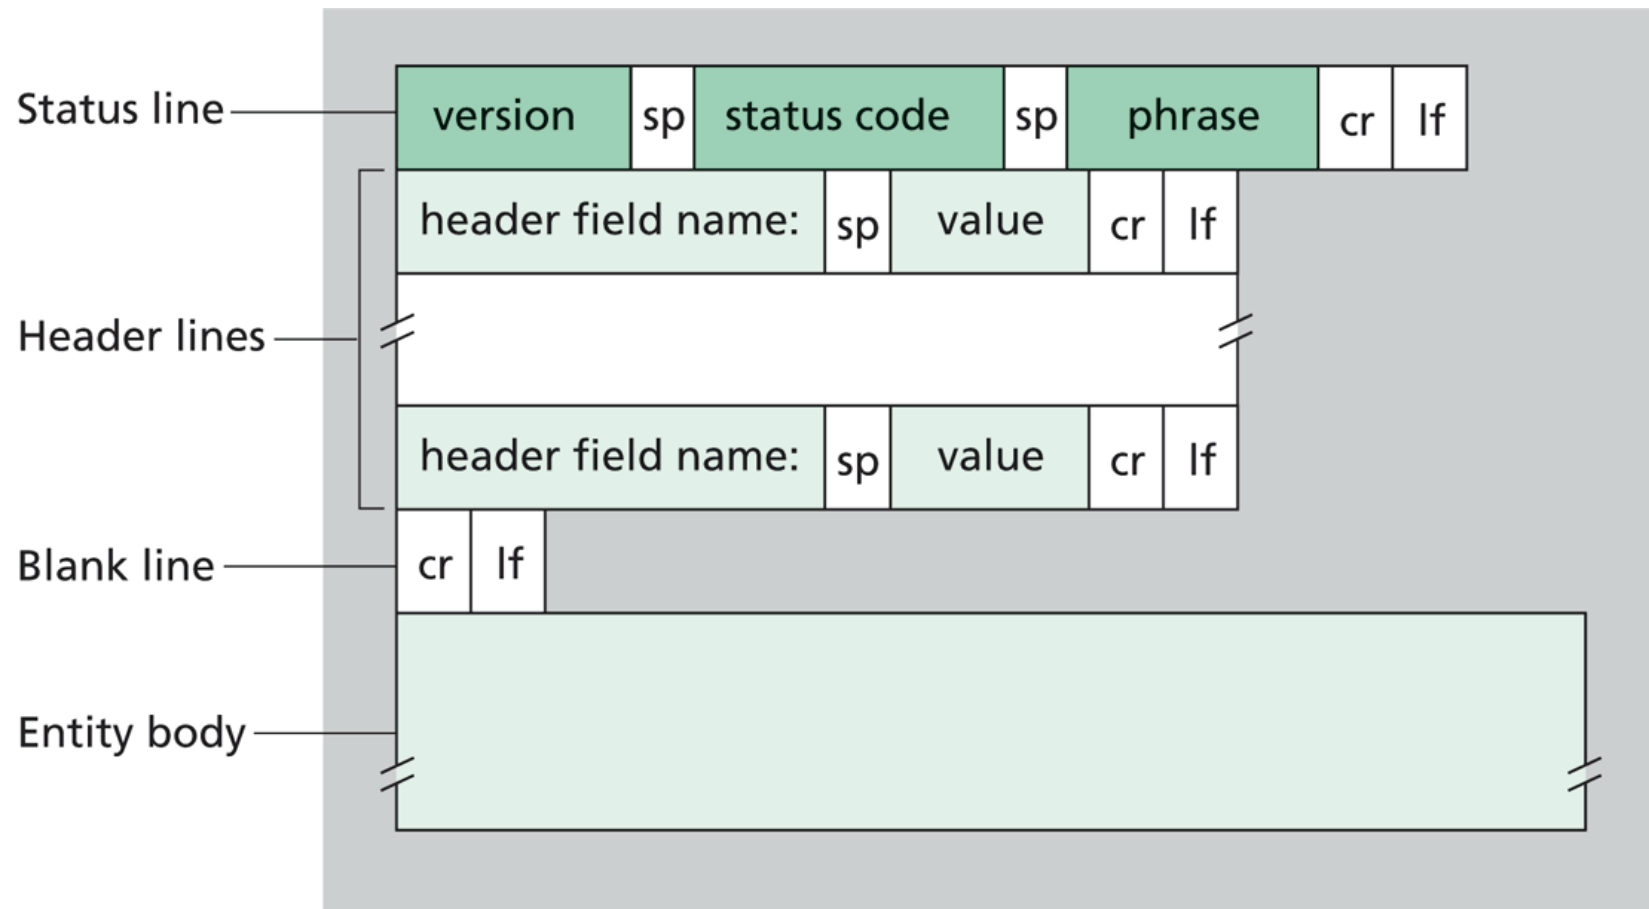 Status line version sp status code sp phrase cr lf
header field name: sp value cr lf
Header lines
header field name: sp value cr lf
Blank line cr lf
Entity body